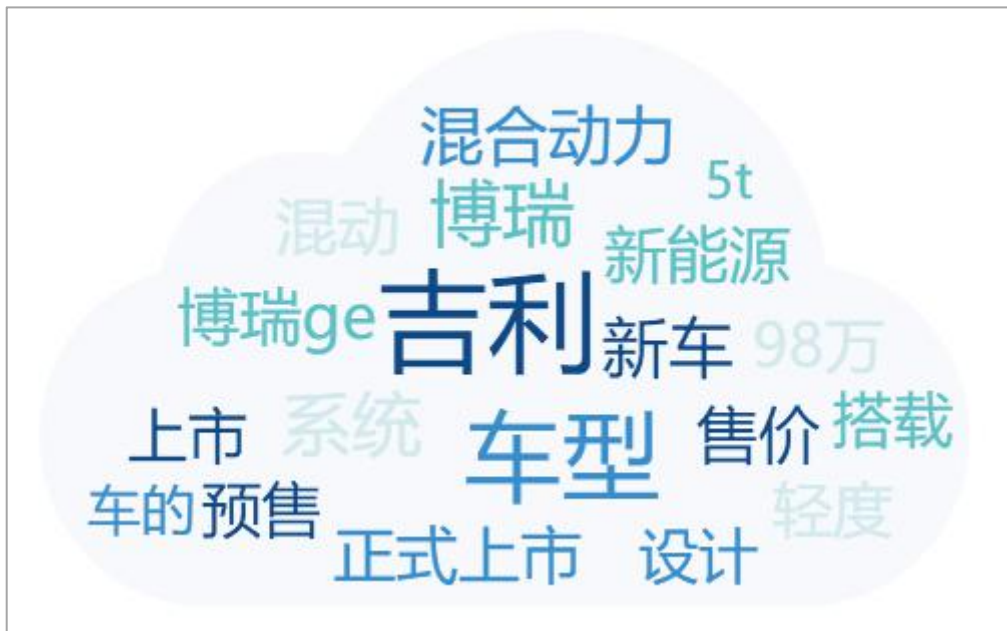 混合动力
5t
混动
博瑞
新能源
博瑞ge
吉利
新车
98万
上市
系统
车型
售价
搭载
车的
预售
轻度
正式上市
设计